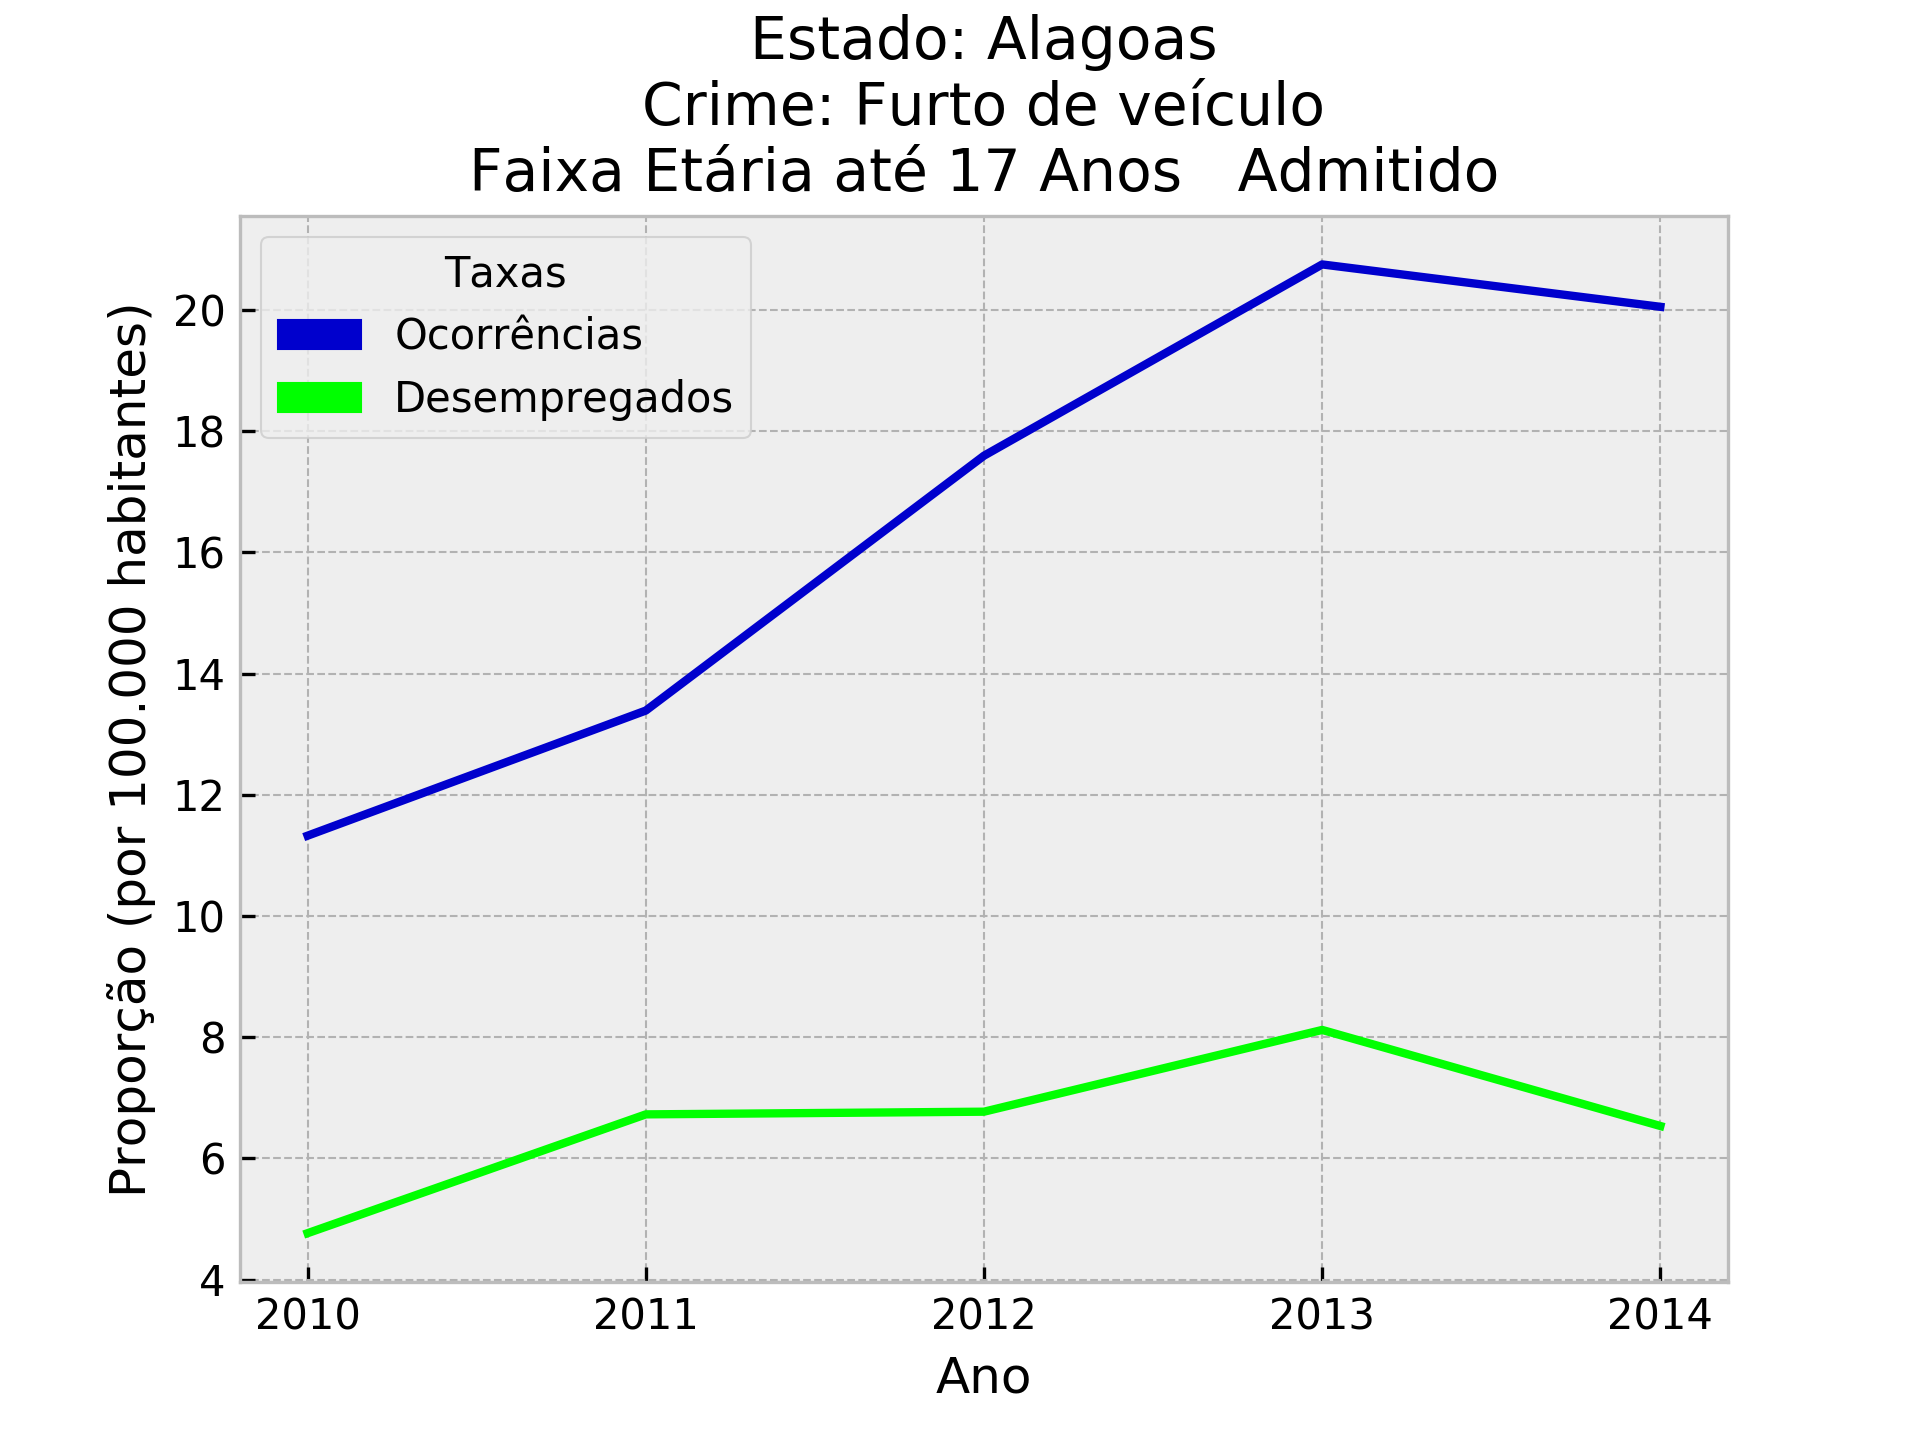 Estado: Alagoas
Crime: Furto de veículo
Faixa Etária até 17 Anos   Admitido
Taxas
Ocorrências
Desempregados
Proporção (por 100.000 habitantes)
20
18
16
14
12
10
8
6
4
2010 2011 2012 2013 2014
Ano